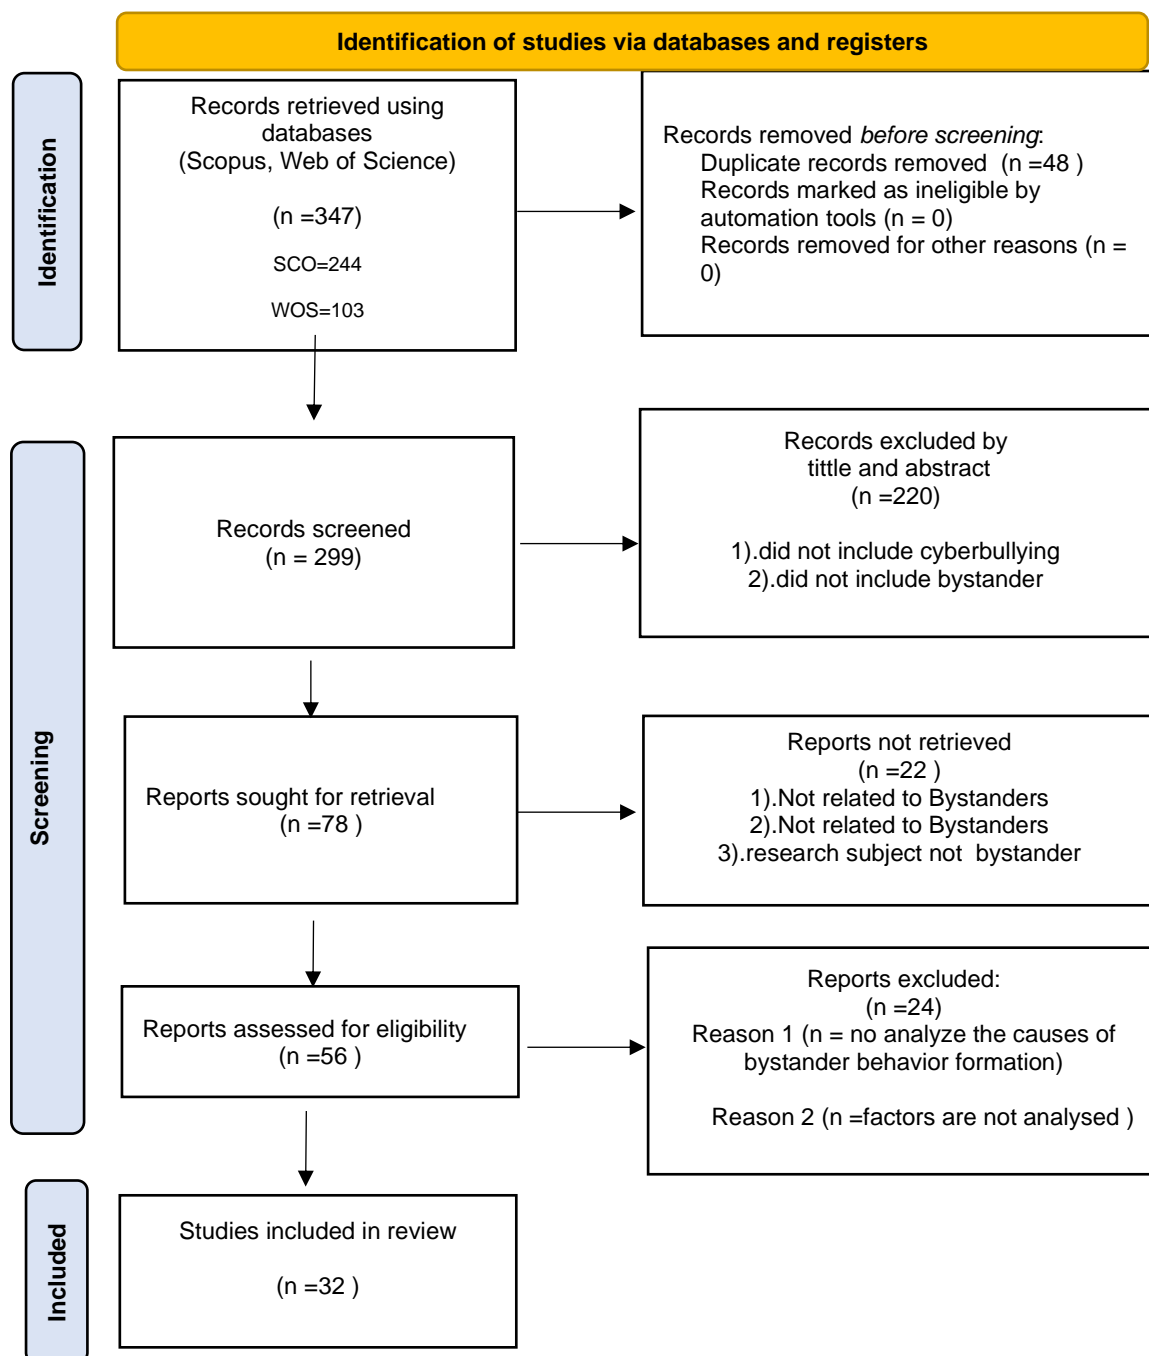 Identification of studies via databases and registers
Identification
Records retrieved using
databases
(Scopus, Web of Science)
(n =347)
SCO=244
WOS=103
Records removed before screening:
Duplicate records removed  (n =48 )
Records marked as ineligible by
automation tools (n = 0)
Records removed for other reasons (n =
0)
Screening
Records screened
(n = 299)
Records excluded by
tittle and abstract
(n =220)
1).did not include cyberbullying
2).did not include bystander
Reports sought for retrieval
(n =78 )
Reports not retrieved
(n =22 )
1).Not related to Bystanders
2).Not related to Bystanders
3).research subject not  bystander
Reports assessed for eligibility
(n =56 )
Reports excluded:
(n =24)
Reason 1 (n = no analyze the causes of
bystander behavior formation)
Reason 2 (n =factors are not analysed )
Included
Studies included in review
(n =32 )